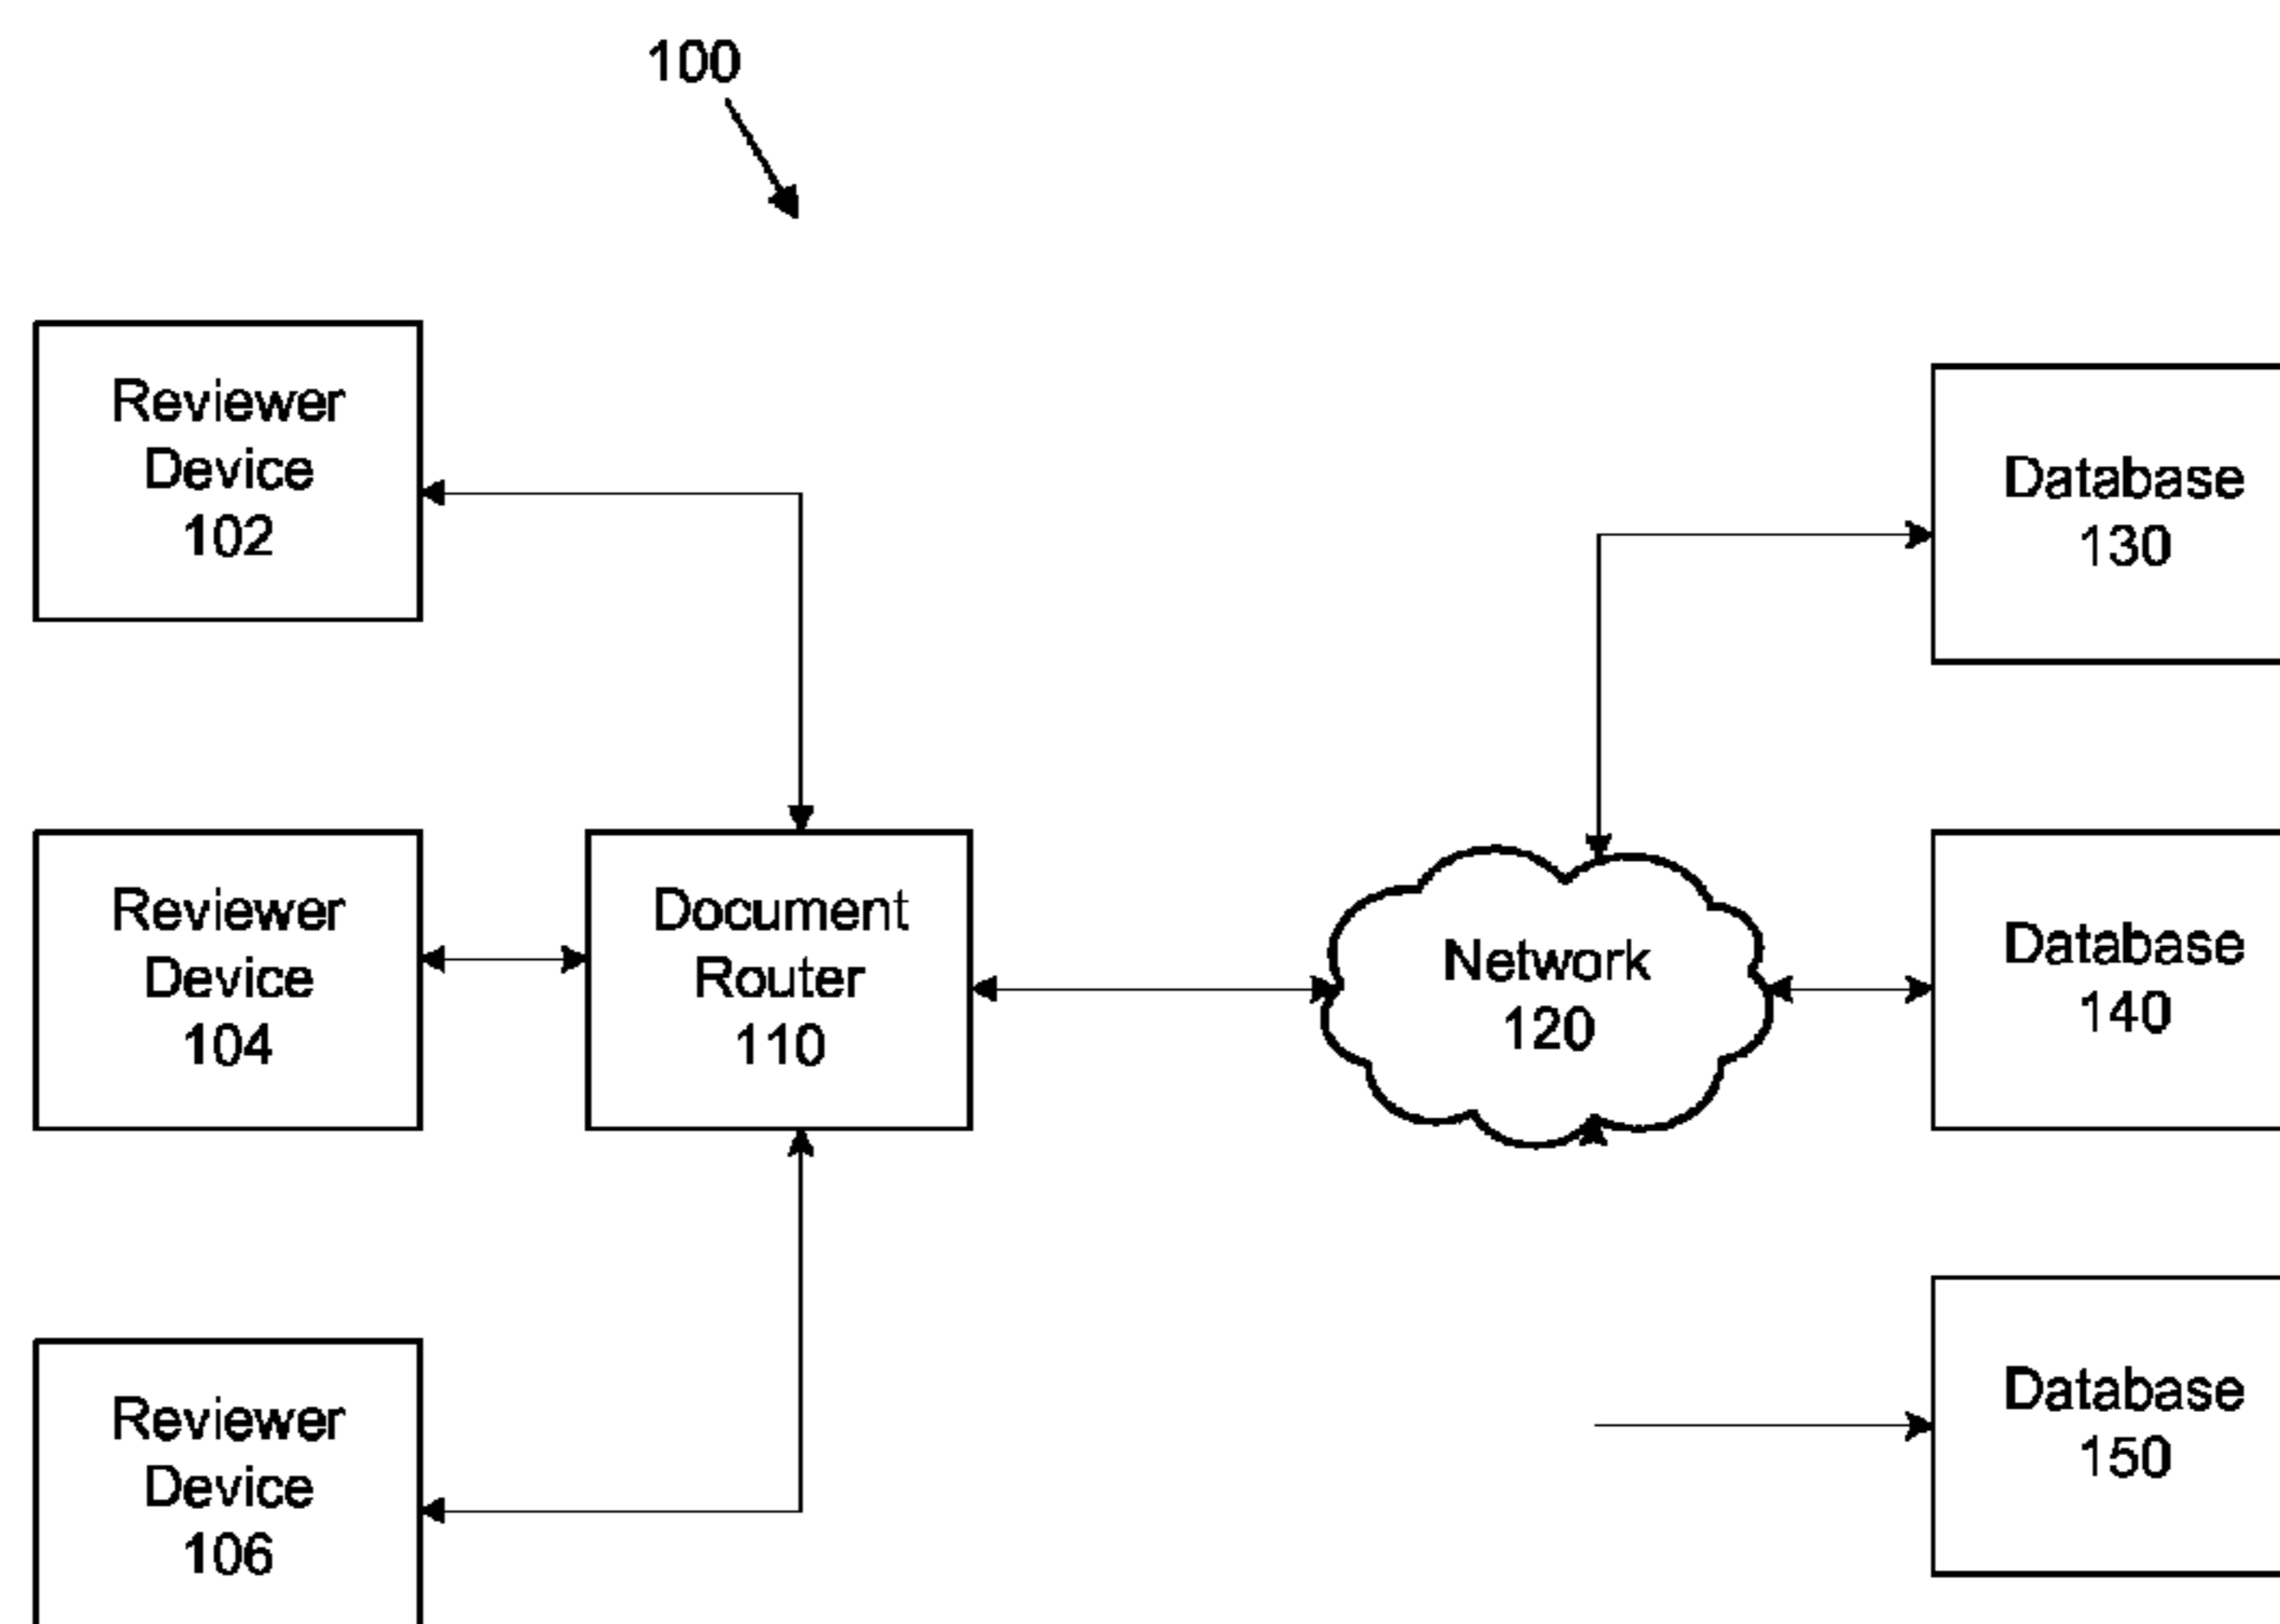 100
Reviewer
Device
102
Database
130
Reviewer
Device
104
Document
Router
110
Network
120
Database
140
Reviewer
Device
106
Database
150